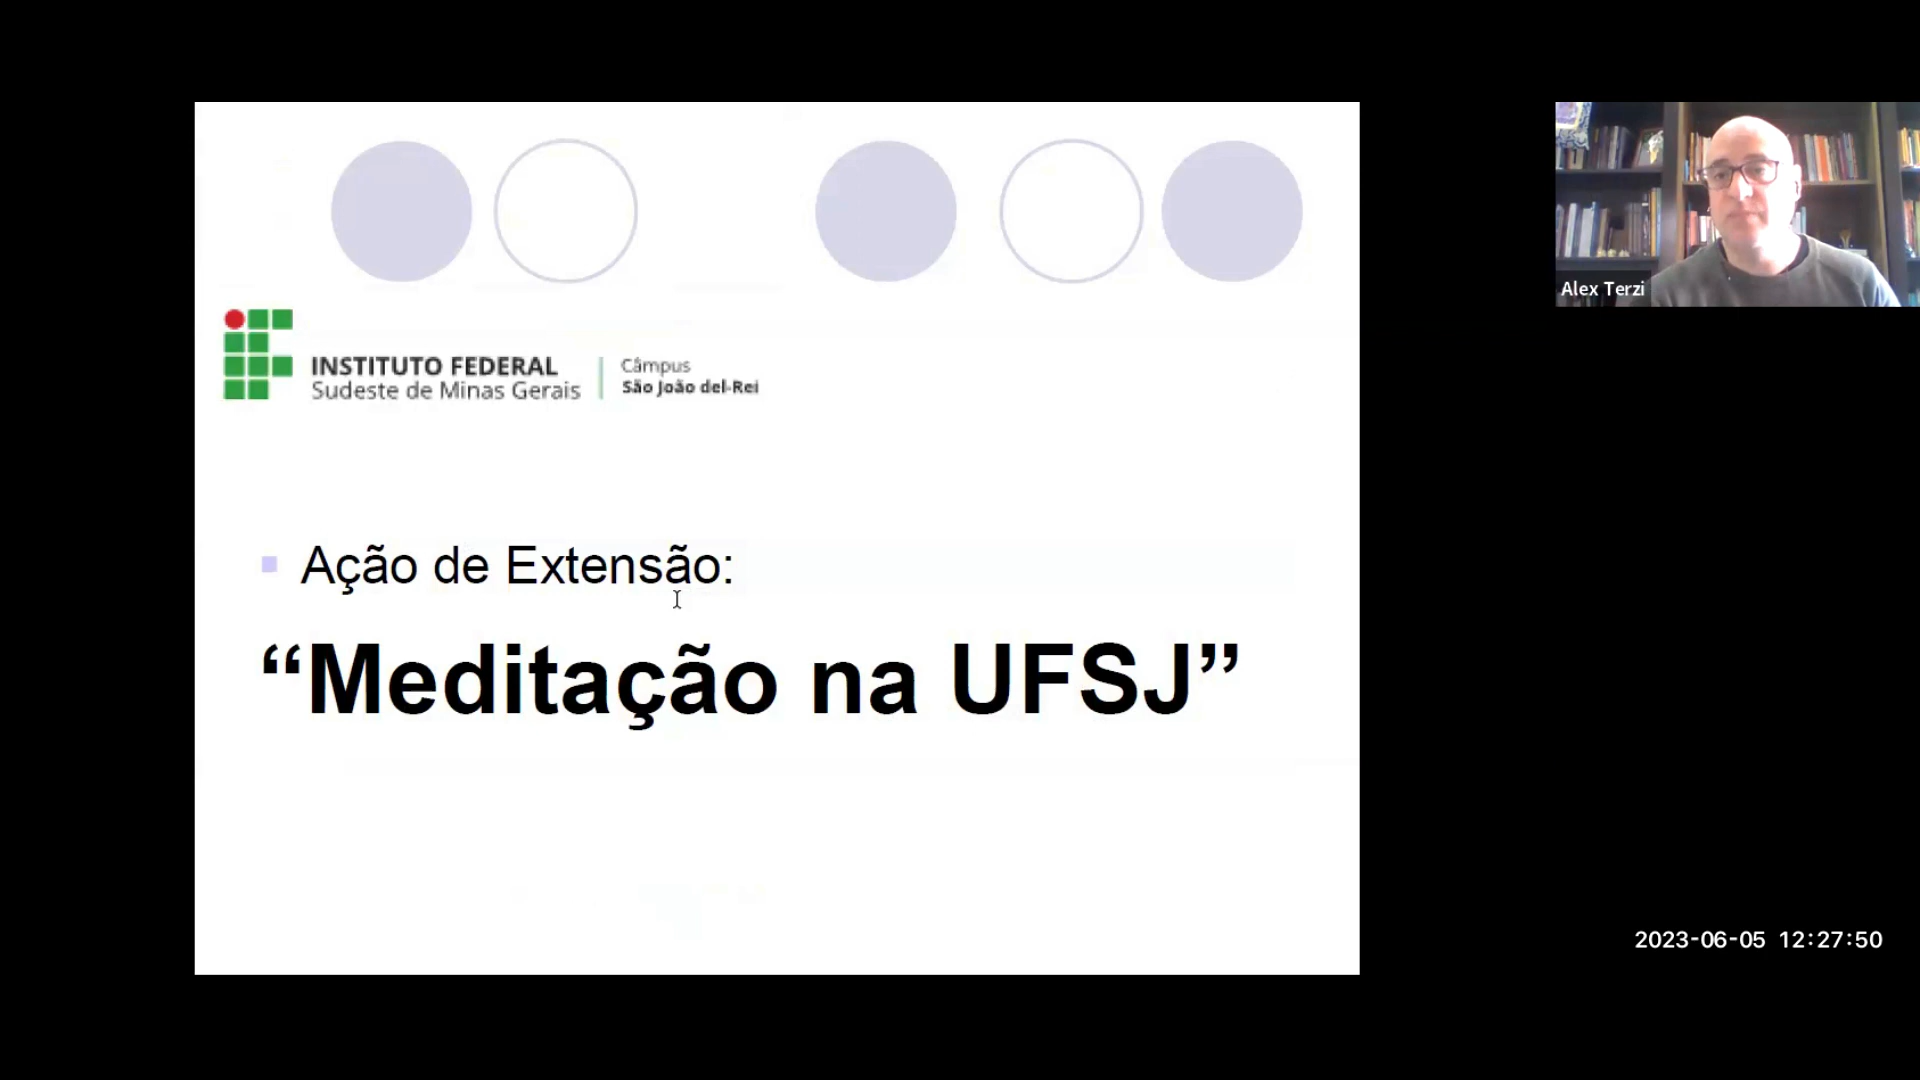 INSTITUTO FEDERAL
Sudeste de Minas Gerais
Câmpus
São João del-Rei
Ação de Extensão:
“Meditação na UFSJ”
Alex Terzi
2023-06-05 12:27:50